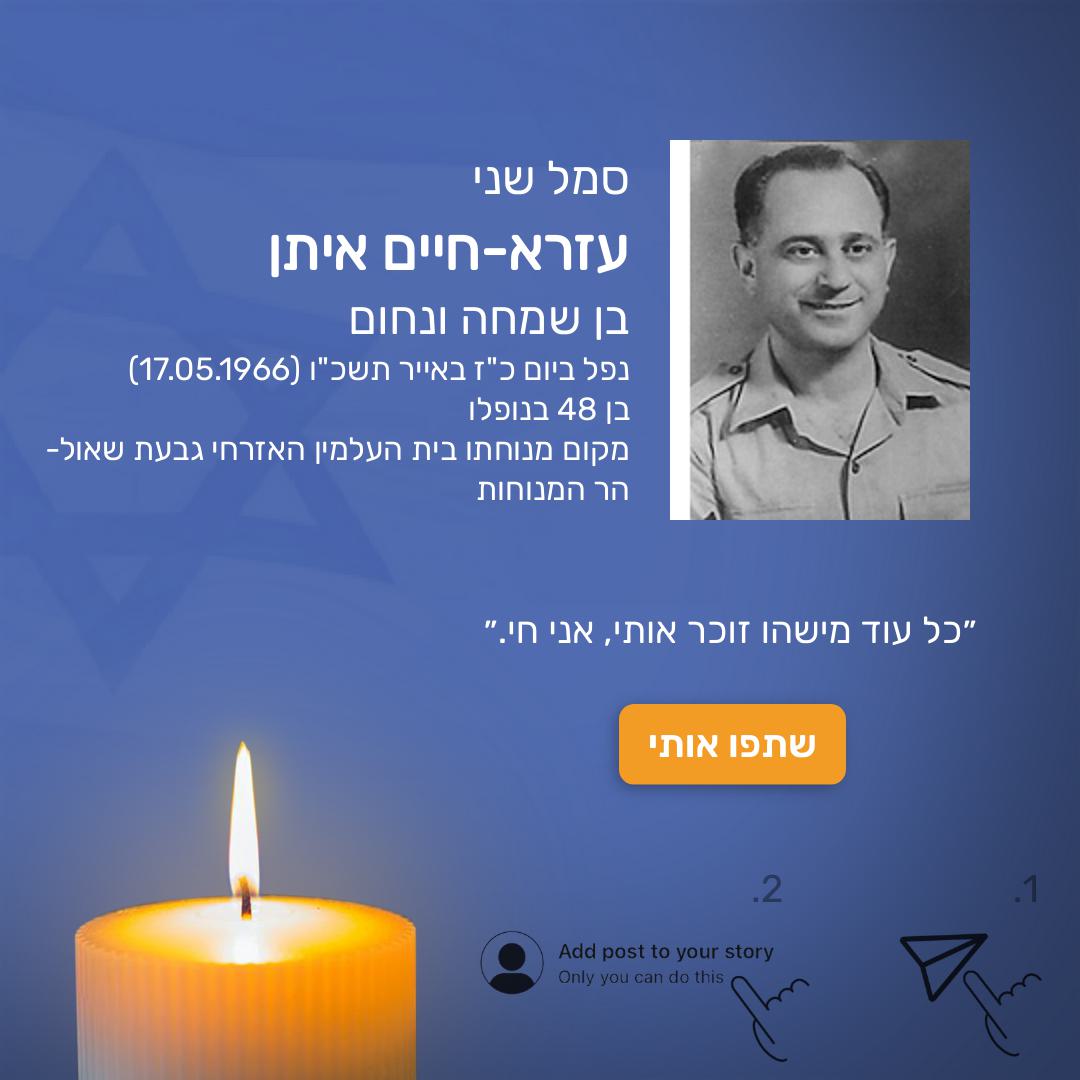 סמל שני
עזרא-חיים איתן
בן שמחה ונחום
נפל ביום כ"ז באייר תשכ"ו (17.05.1966)
בן 48 בנופלו
מקום מנוחתו בית העלמין האזרחי גבעת שאול-
הר המנוחות
״כל עוד מישהו זוכר אותי, אני חי.״
שתפו אותי
1.
2.
Add post to your story
Only you can do this